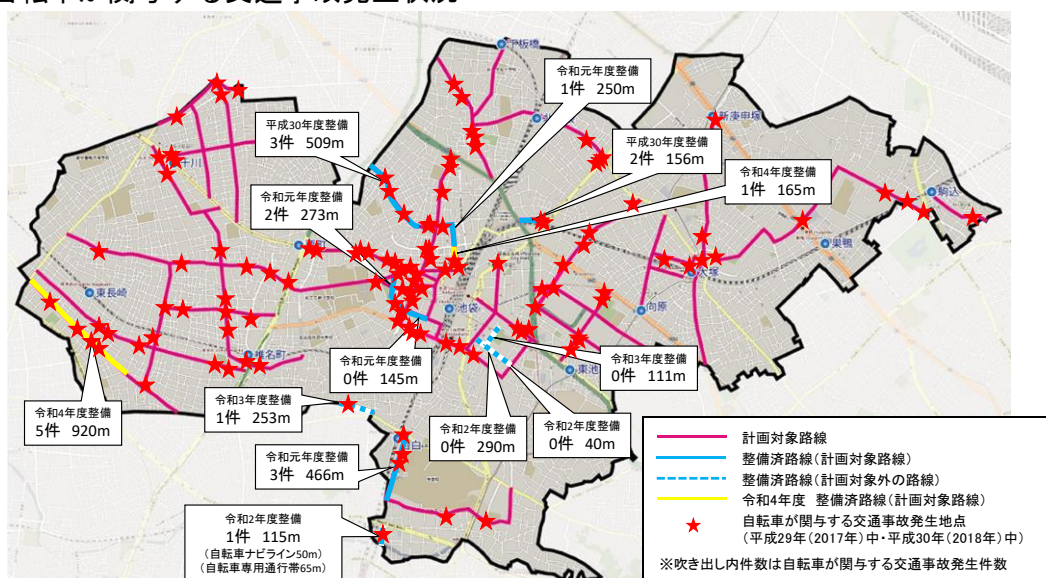 下板橋
令和元年度整備
1件 250m
新庚申塚
平成30年度整備
3件 509m
平成30年度整備
2件 156m
千川
令和4年度整備
1件 165m
駒込
令和元年度整備
2件 273m
巣鴨
大塚
東長崎
池袋
向原
椎名町
令和元年度整備
0件 145m
令和3年度整備
0件 111m
東池
令和3年度整備
1件 253m
令和4年度整備
5件 920m
令和2年度整備
0件 290m
令和2年度整備
0件 40m
目白
令和元年度整備
3件 466m
令和2年度整備
1件 115m
(自転車ナビライン50m)
(自転車専用通行帯65m)
計画対象路線
整備済路線(計画対象路線)
整備済路線(計画対象外の路線)
令和4年度 整備済路線(計画対象路線)
自転車が関与する交通事故発生地点
(平成29年(2017年)中・平成30年(2018年)中)
※吹き出し内件数は自転車が関与する交通事故発生件数